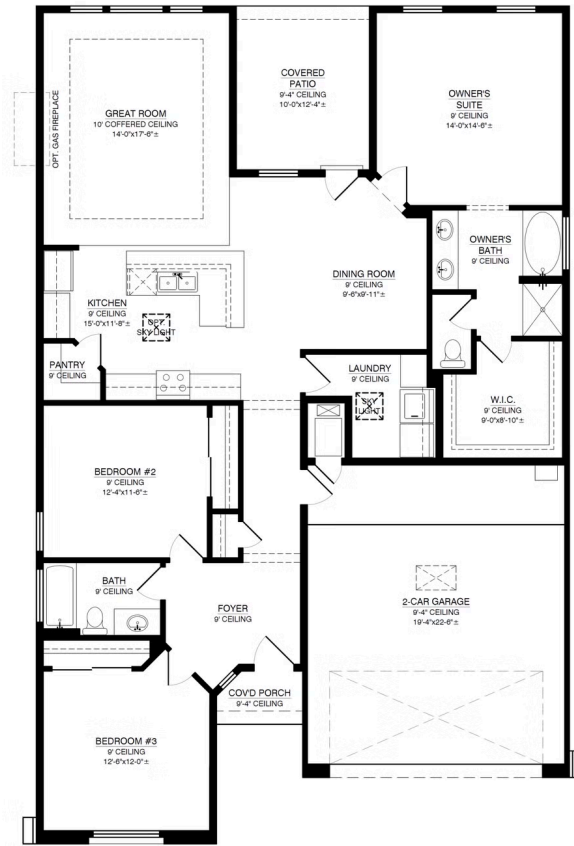 GREAT ROOM
10' COFFERED CEILING
14'-0"x17'-6"±
OPT. GAS FIREPLACE
COVERED
PATIO
9'-4" CEILING
10'-0"x12'-4"±
OWNER'S
SUITE
9' CEILING
14'-0"x14'-6"±
OWNER'S
BATH
9' CEILING
DINING ROOM
9' CEILING
9'-6"x9'-11"±
KITCHEN
9' CEILING
15'-0"x11'-8"±
OPT.
SKYLIGHT
PANTRY
9' CEILING
LAUNDRY
9' CEILING
SKY
LIGHT
W.I.C.
9' CEILING
9'-0"x8'-10"±
BEDROOM #2
9' CEILING
12'-4"x11'-6"±
BATH
9' CEILING
FOYER
9' CEILING
2-CAR GARAGE
9'-4" CEILING
19'-4"x22'-6"±
COV'D PORCH
9'-4" CEILING
BEDROOM #3
9' CEILING
12'-6"x12'-0"±